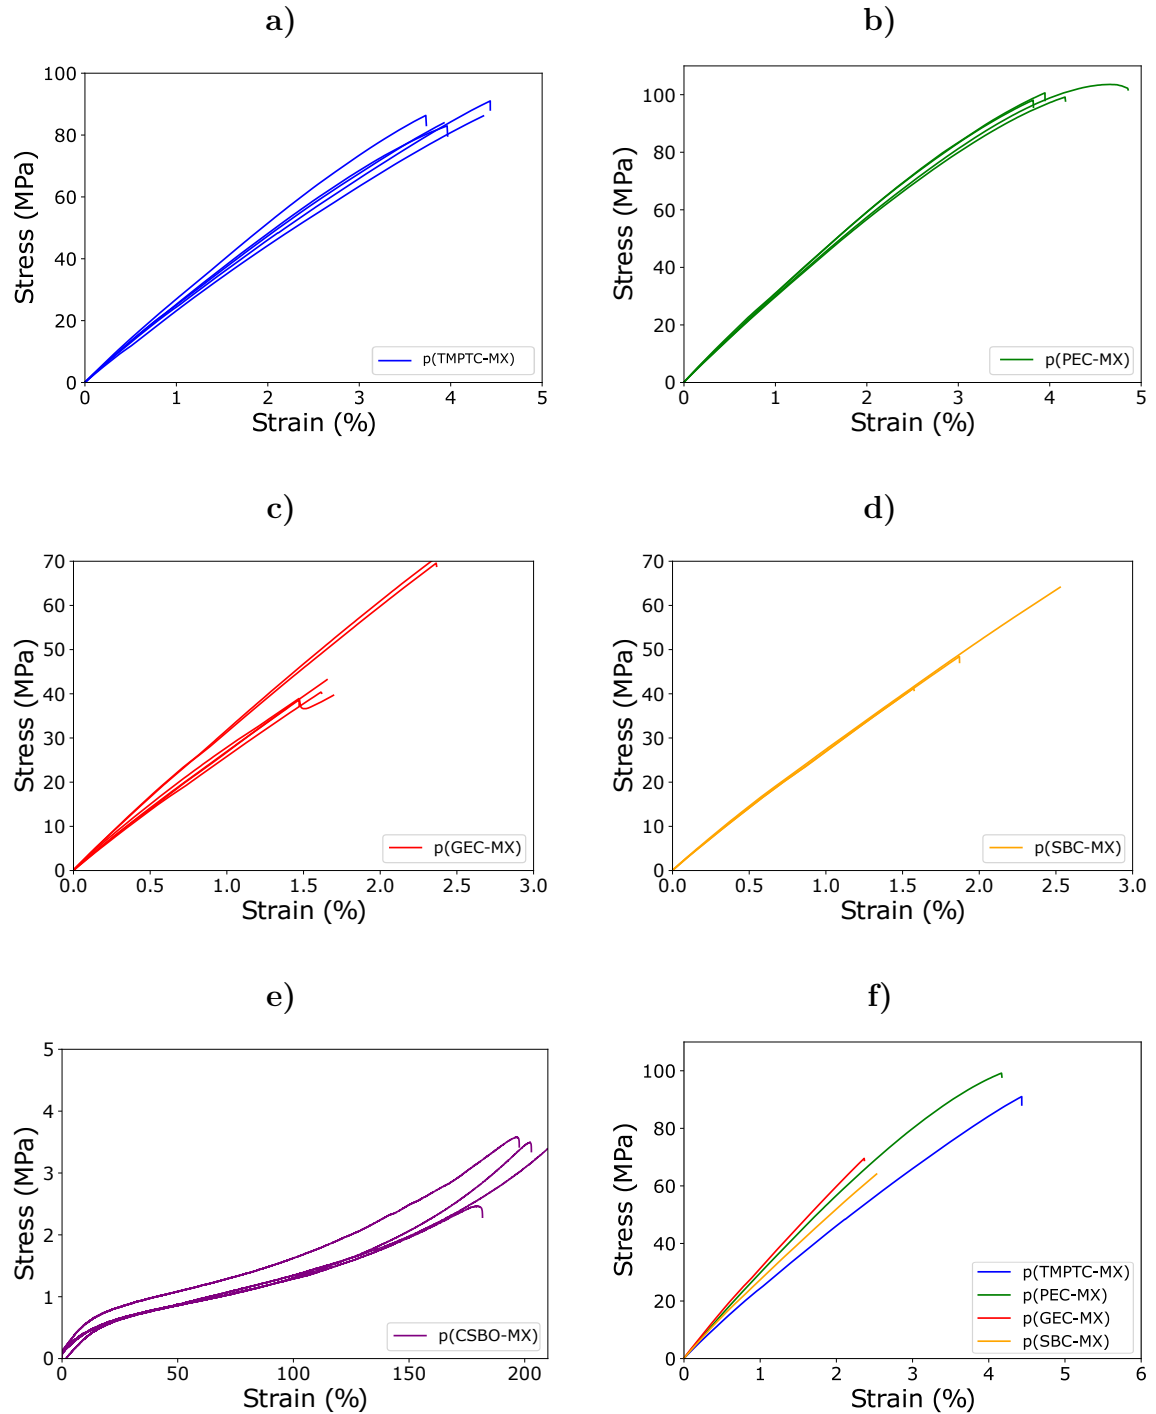 a)
100
80
60
40
20
0
Stress (MPa)
p(TMPTC-MX)
0 1 2 3 4 5
Strain (%)
b)
100
80
60
40
20
0
Stress (MPa)
p(PEC-MX)
0 1 2 3 4 5
Strain (%)
c)
70
60
50
40
30
20
10
0
Stress (MPa)
p(GEC-MX)
0.0 0.5 1.0 1.5 2.0 2.5 3.0
Strain (%)
d)
70
60
50
40
30
20
10
0
Stress (MPa)
p(SBC-MX)
0.0 0.5 1.0 1.5 2.0 2.5 3.0
Strain (%)
e)
5
4
3
2
1
0
Stress (MPa)
p(CSBO-MX)
0 50 100 150 200
Strain (%)
f)
100
80
60
40
20
0
Stress (MPa)
p(TMPTC-MX)
p(PEC-MX)
p(GEC-MX)
p(SBC-MX)
0 1 2 3 4 5 6
Strain (%)